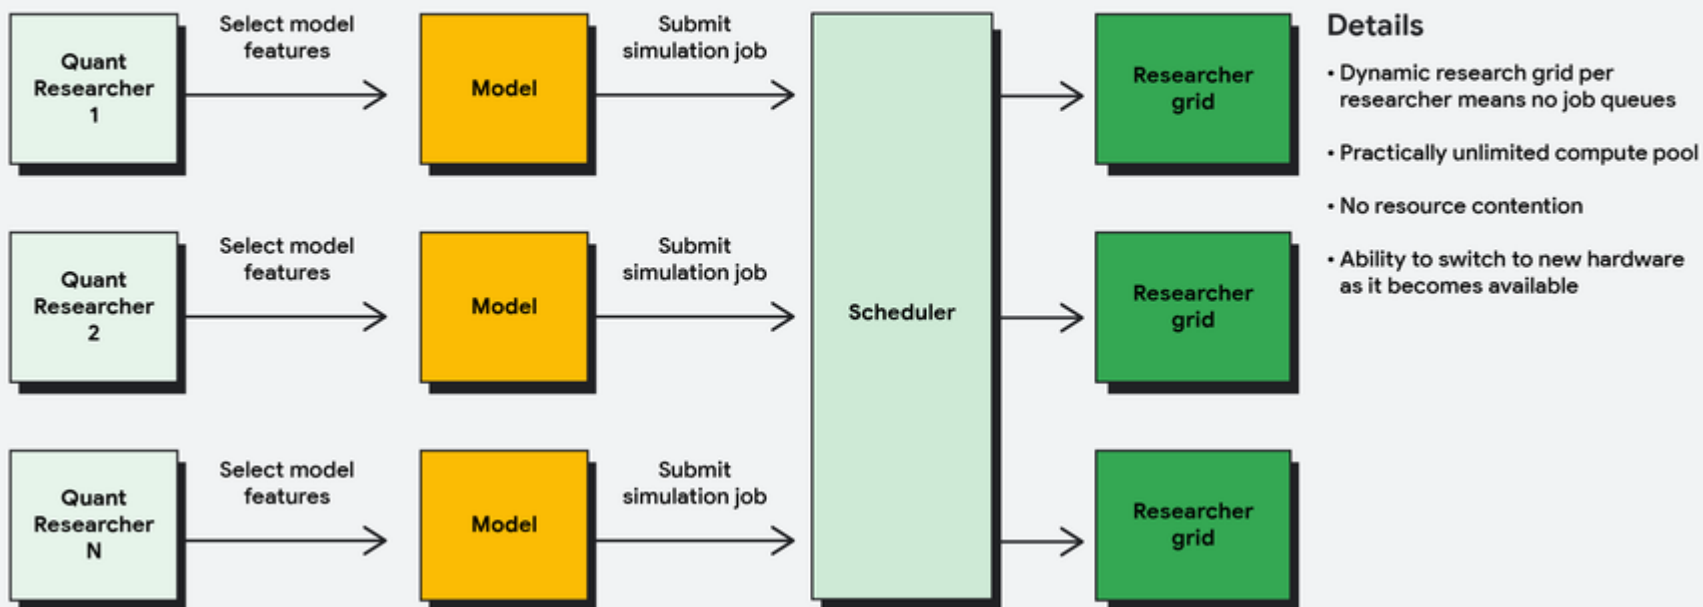 Quant
Researcher
1
Select model
features
Model
Submit
simulation job
Researcher
grid
Quant
Researcher
2
Select model
features
Model
Submit
simulation job
Scheduler
Researcher
grid
Quant
Researcher
N
Select model
features
Model
Submit
simulation job
Researcher
grid
Details
• Dynamic research grid per
researcher means no job queues
• Practically unlimited compute pool
• No resource contention
• Ability to switch to new hardware
as it becomes available